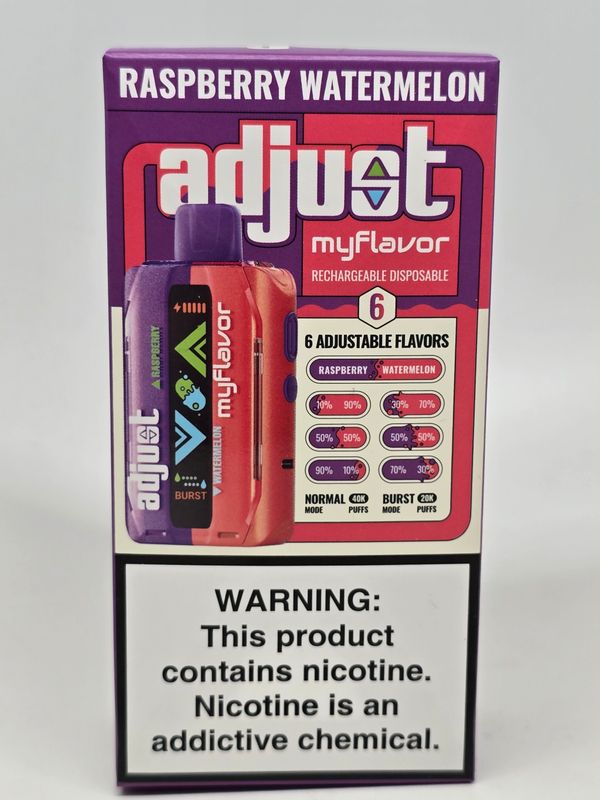 RASPBERRY WATERMELON
adjust
myflavor
RECHARGEABLE DISPOSABLE
6
6 ADJUSTABLE FLAVORS
RASPBERRY WATERMELON
10% 90% 30% 70%
50% 50% 50% 50%
90% 10% 70% 30%
NORMAL MODE 40K PUFFS
BURST MODE 20K PUFFS
adjust
RASPBERRY
WATERMELON
myflavor
BURST
WARNING:
This product
contains nicotine.
Nicotine is an
addictive chemical.